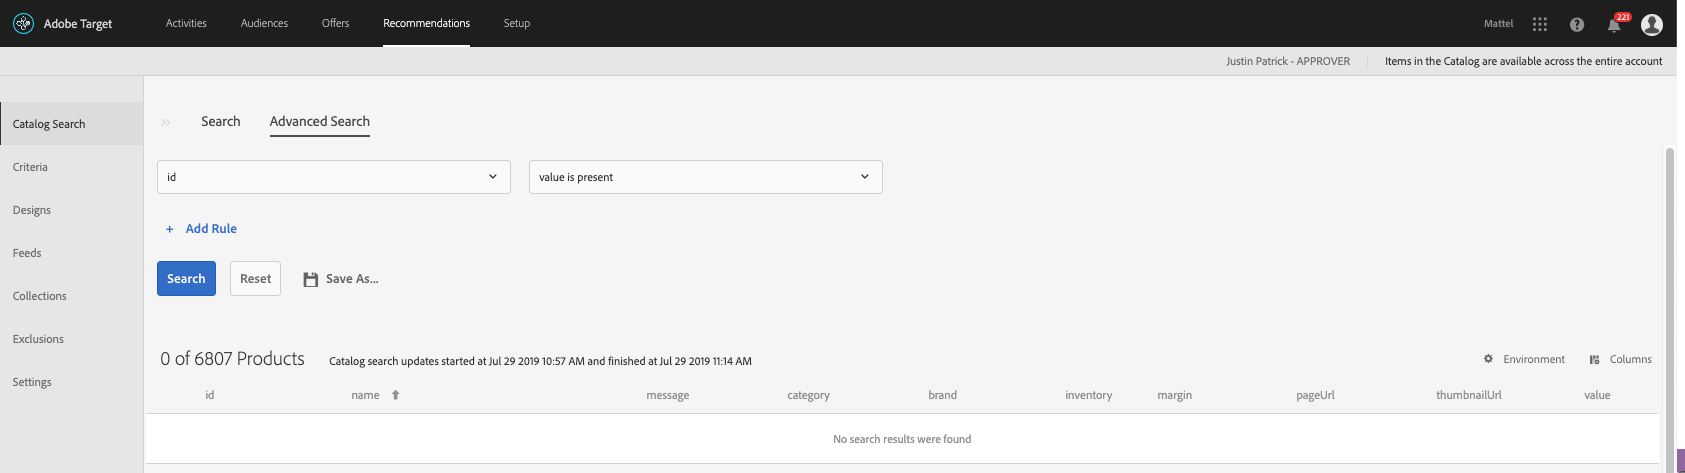 Adobe Target
Activities
Audiences
Offers
Recommendations
Setup
Mattel
221
Justin Patrick - APPROVER
Items in the Catalog are available across the entire account
Catalog Search
Criteria
Designs
Feeds
Collections
Exclusions
Settings
Search
Advanced Search
id
value is present
+ Add Rule
Search
Reset
Save As...
0 of 6807 Products
Catalog search updates started at Jul 29 2019 10:57 AM and finished at Jul 29 2019 11:14 AM
Environment
Columns
id
name
message
category
brand
inventory
margin
pageUrl
thumbnailUrl
value
No search results were found